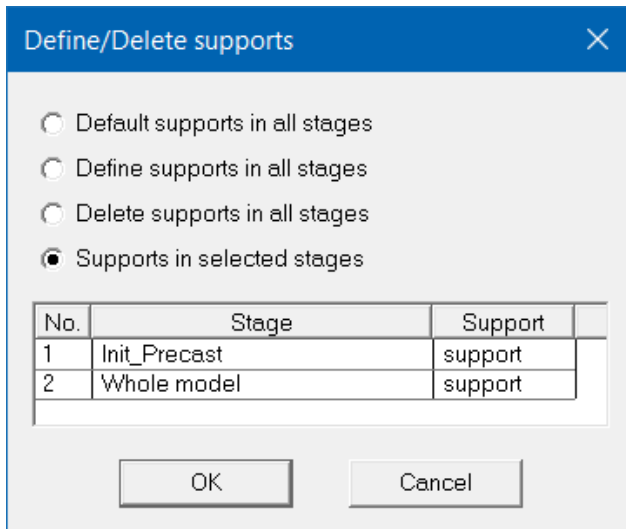 Define/Delete supports
Default supports in all stages
Define supports in all stages
Delete supports in all stages
Supports in selected stages
No. Stage Support
1 Init_Precast support
2 Whole model support
OK Cancel